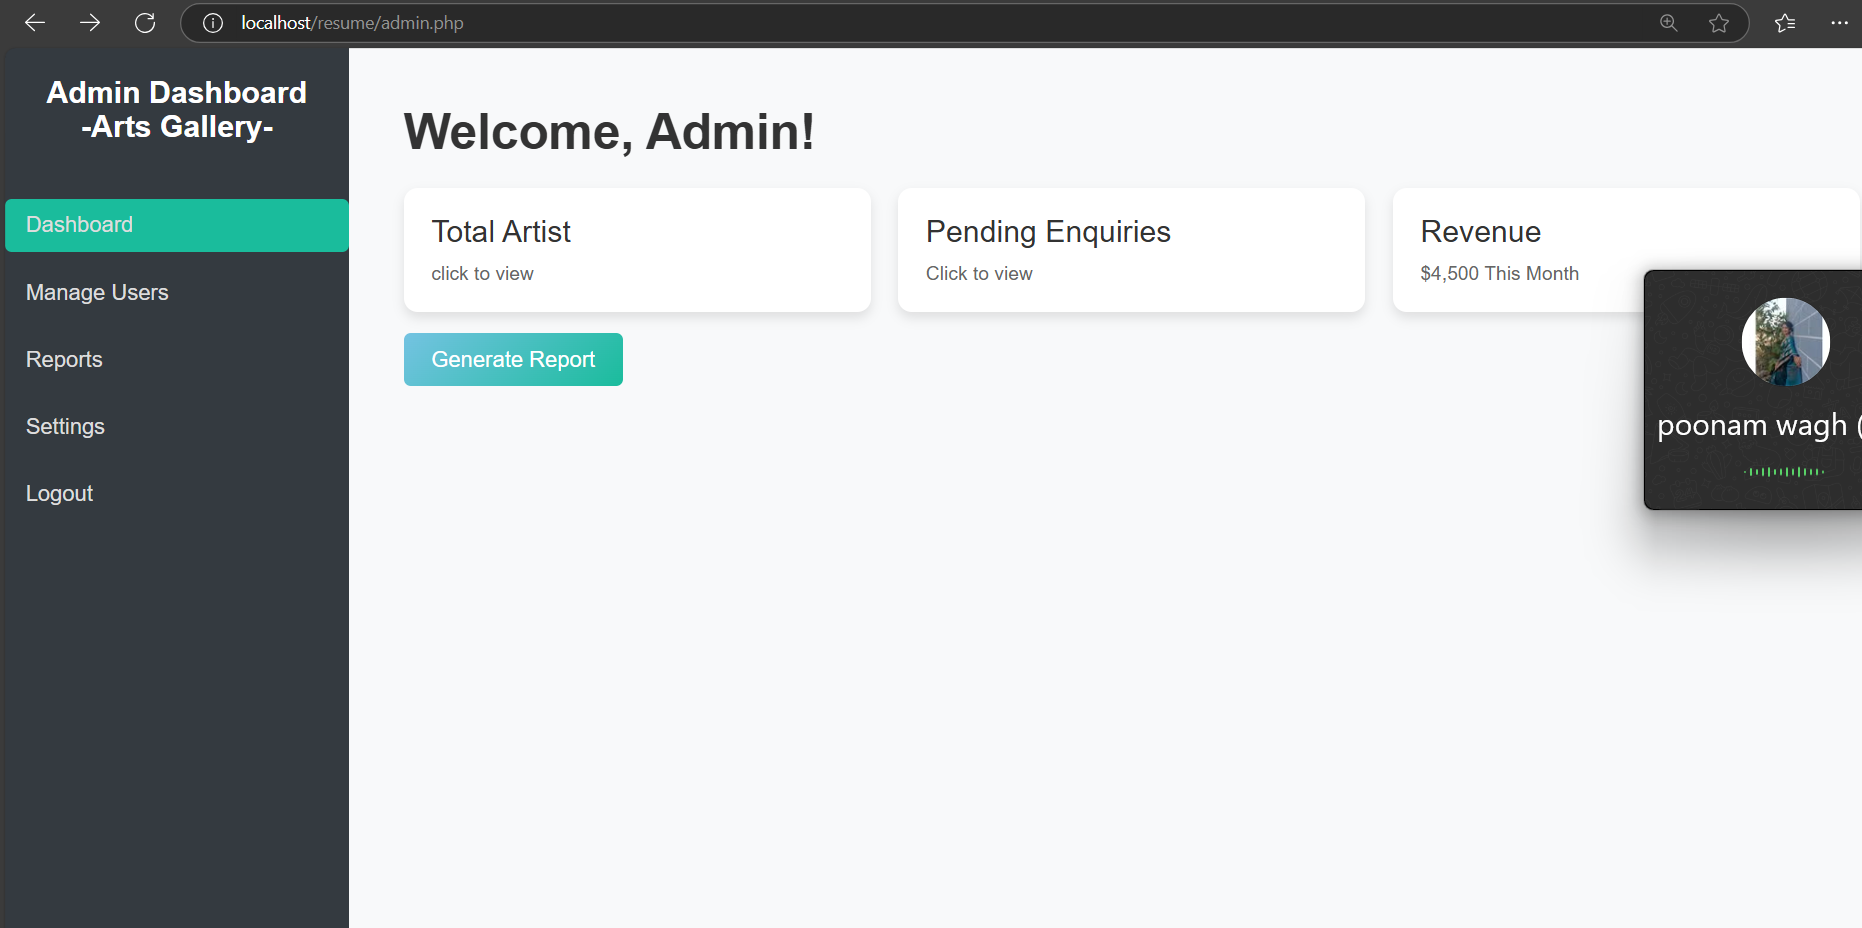 localhost/resume/admin.php
Admin Dashboard
-Arts Gallery-
Dashboard
Manage Users
Reports
Settings
Logout
Welcome, Admin!
Total Artist
click to view
Pending Enquiries
Click to view
Revenue
$4,500 This Month
Generate Report
poonam wagh (